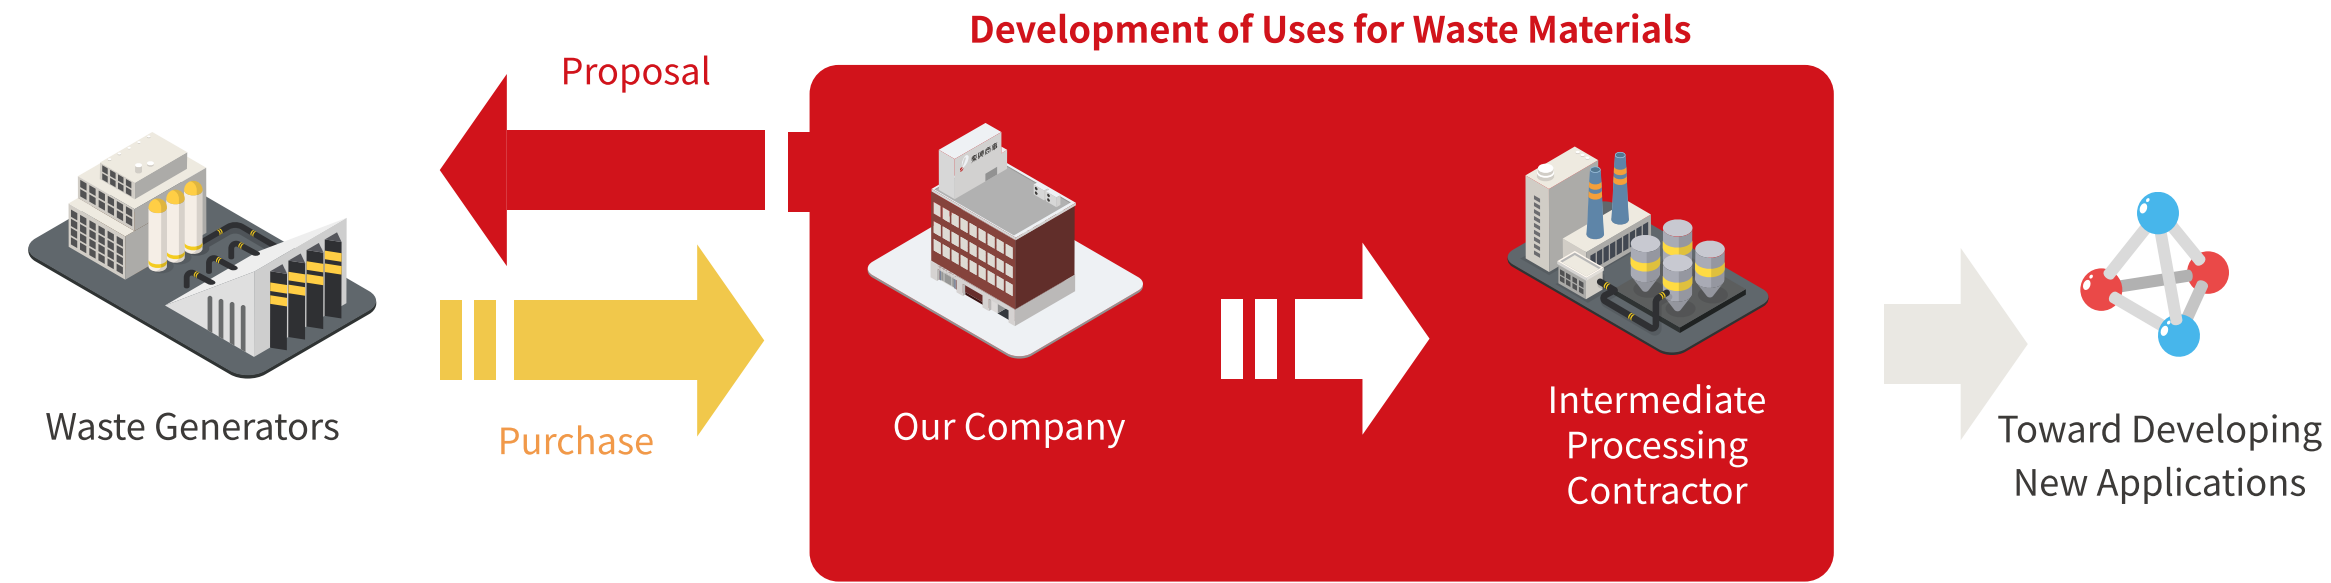 Development of Uses for Waste Materials
Proposal
Purchase
Waste Generators
Our Company
Intermediate
Processing
Contractor
Toward Developing
New Applications